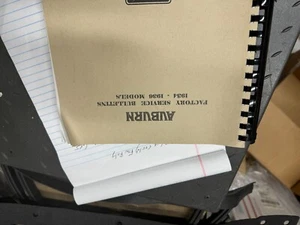 AUBURN
FACTORY SERVICE BULLETINS
1934 - 1936 MODELS